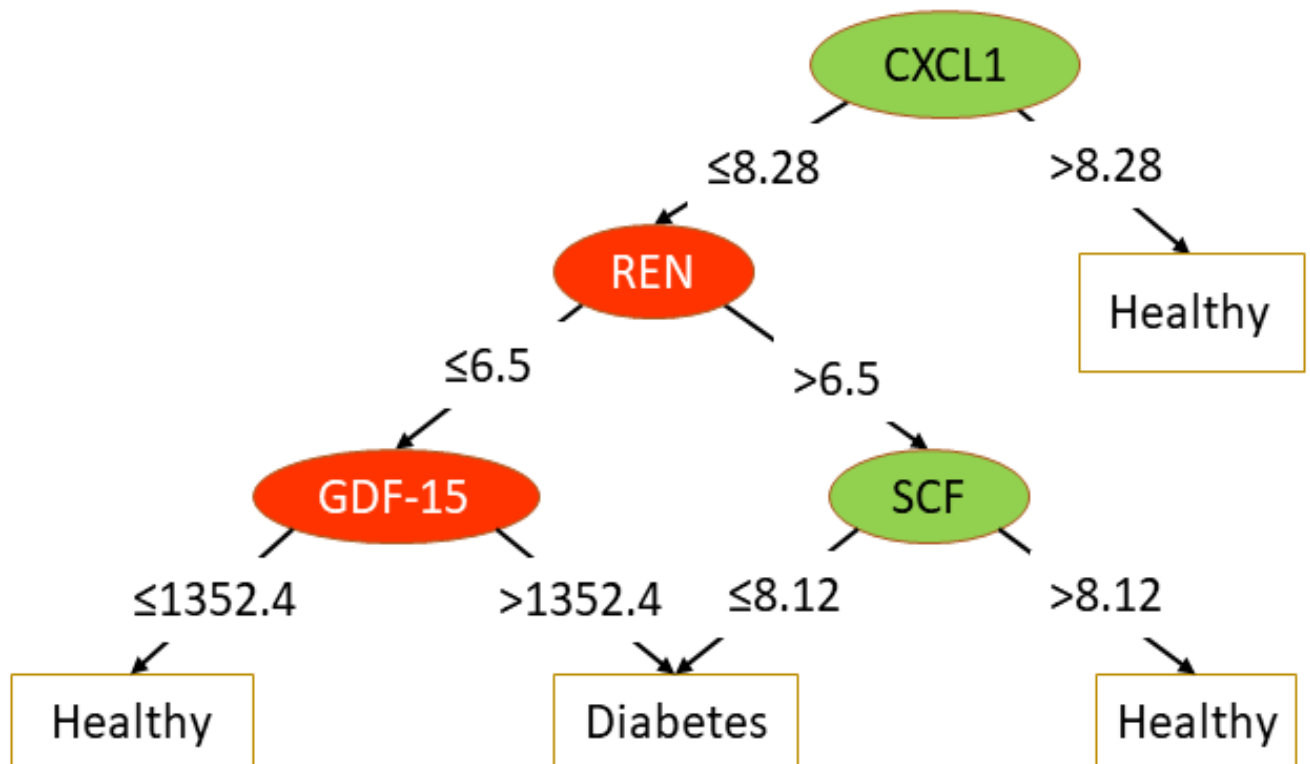 CXCL1
≤8.28
>8.28
REN
Healthy
≤6.5
>6.5
GDF-15
SCF
≤1352.4
>1352.4
≤8.12
>8.12
Healthy
Diabetes
Healthy